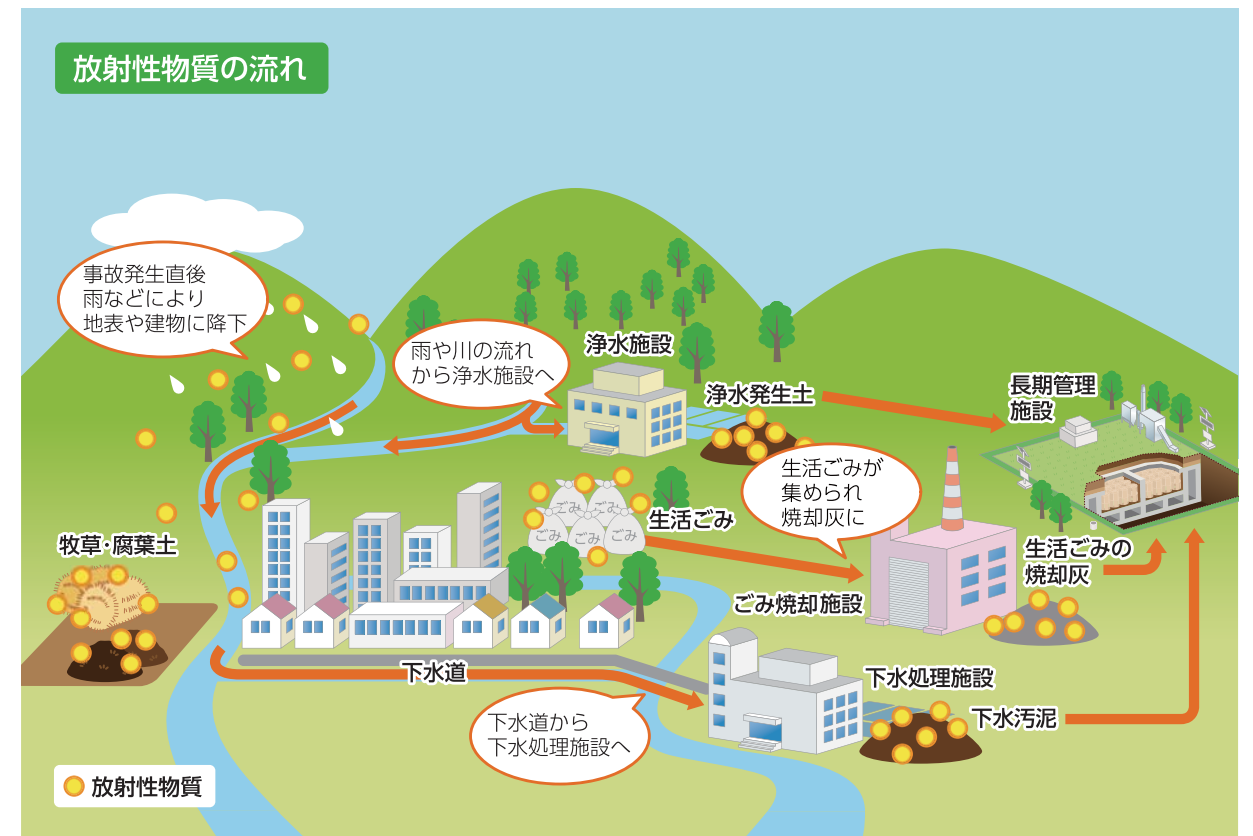 放射性物質の流れ
事故発生直後
雨などにより
地表や建物に降下
雨や川の流れ
から浄水施設へ
浄水施設
浄水発生土
長期管理
施設
生活ごみが
集められ
焼却灰に
ごみ
ごみ
ごみ
ごみ
ごみ
生活ごみ
牧草・腐葉土
生活ごみの
焼却灰
ごみ焼却施設
下水道
下水処理施設
下水汚泥
下水道から
下水処理施設へ
放射性物質